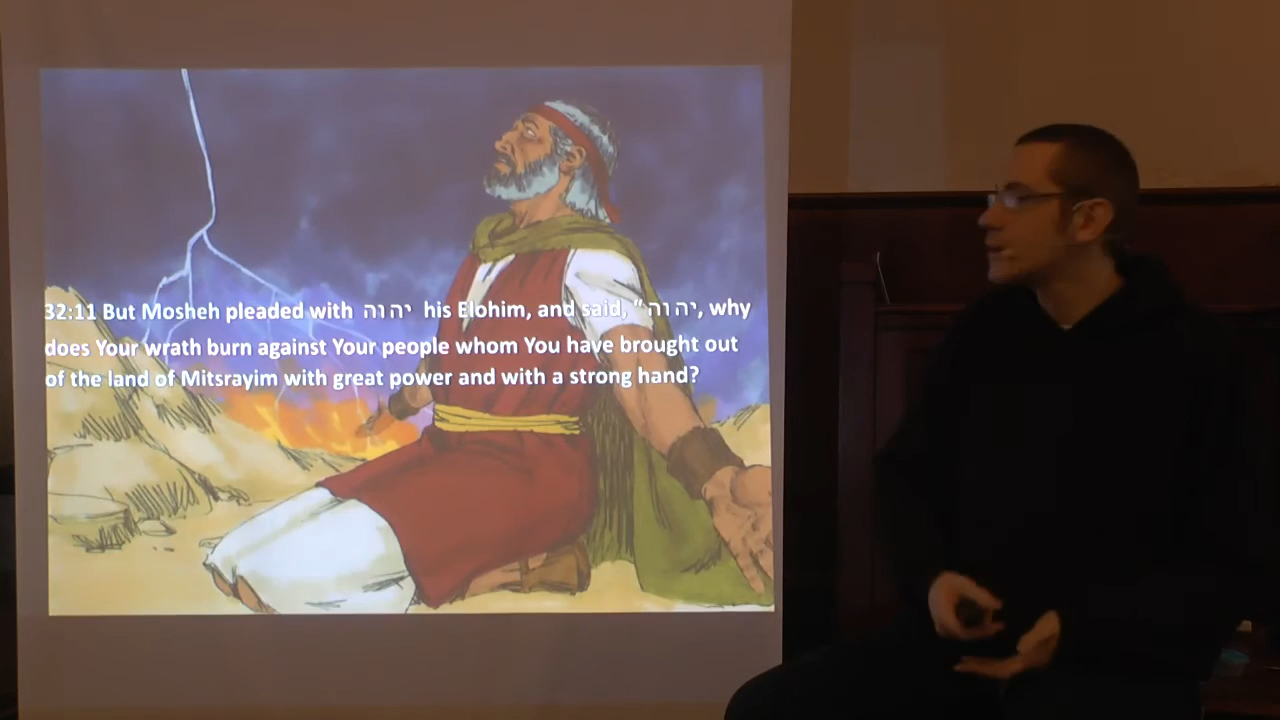 32:11 But Mosheh pleaded with יהוה his Elohim, and said, “יהוה, why
does Your wrath burn against Your people whom You have brought out
of the land of Mitsrayim with great power and with a strong hand?